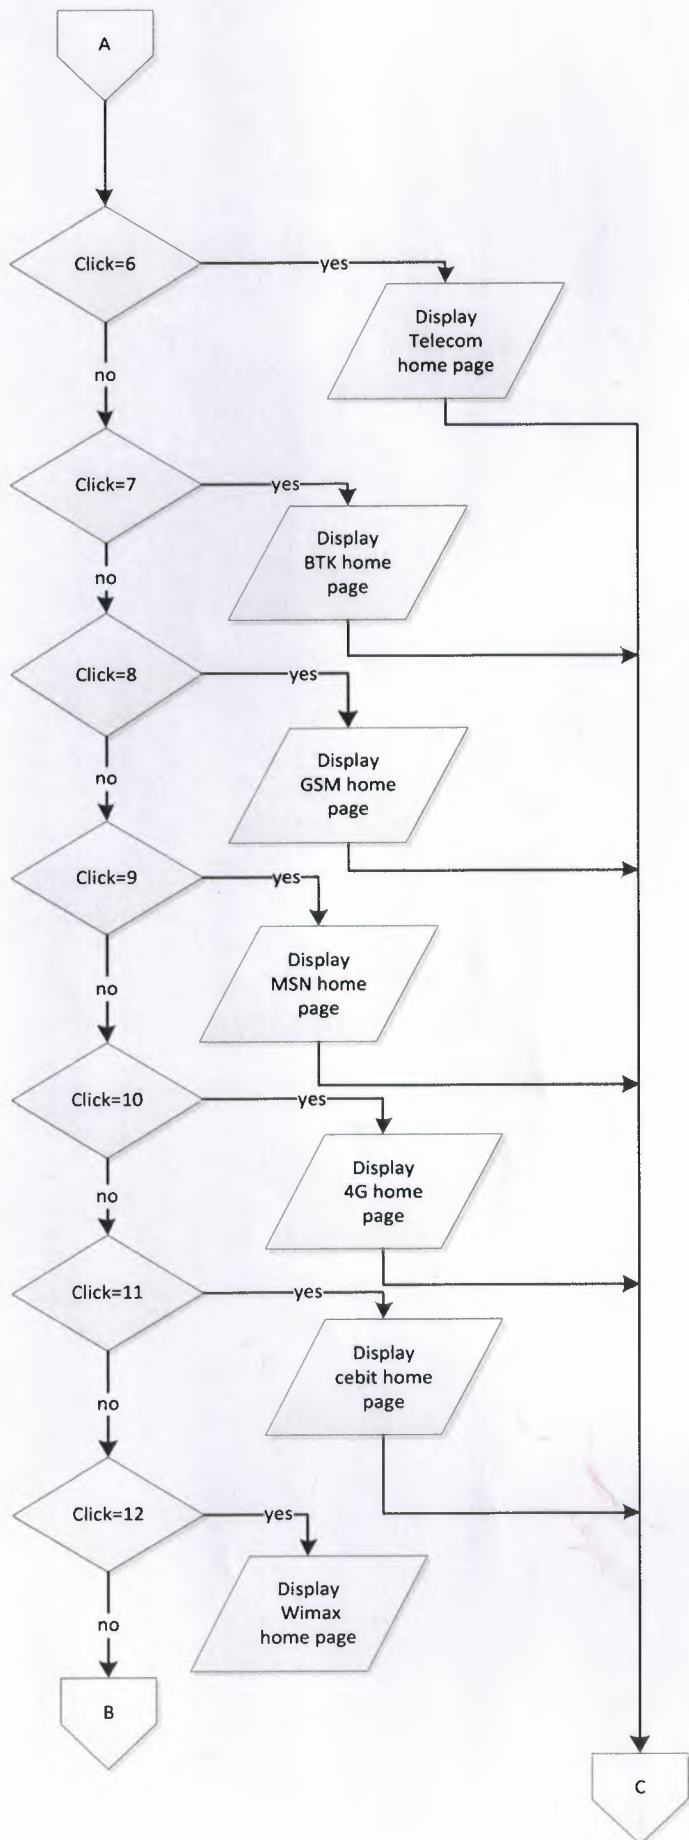 A
Click=6
yes
Display
Telecom
home page
no
Click=7
yes
Display
BTK home
page
no
Click=8
yes
Display
GSM home
page
no
Click=9
yes
Display
MSN home
page
no
Click=10
yes
Display
4G home
page
no
Click=11
yes
Display
cebit home
page
no
Click=12
yes
Display
Wimax
home page
no
B
C